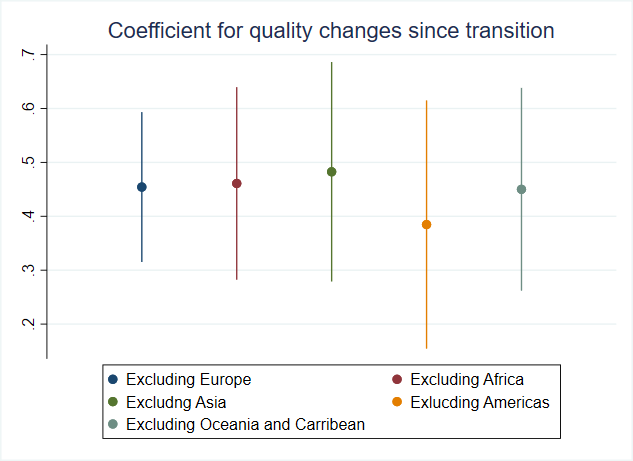 Coefficient for quality changes since transition
.7
.6
.5
.4
.3
.2
Excluding Europe
Excluding Africa
Excludng Asia
Exlucding Americas
Excluding Oceania and Carribean